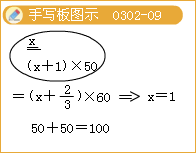 手写板图示 0302-09
x
(x+1)×50
=(x+2/3)×60 => x=1
50+50=100